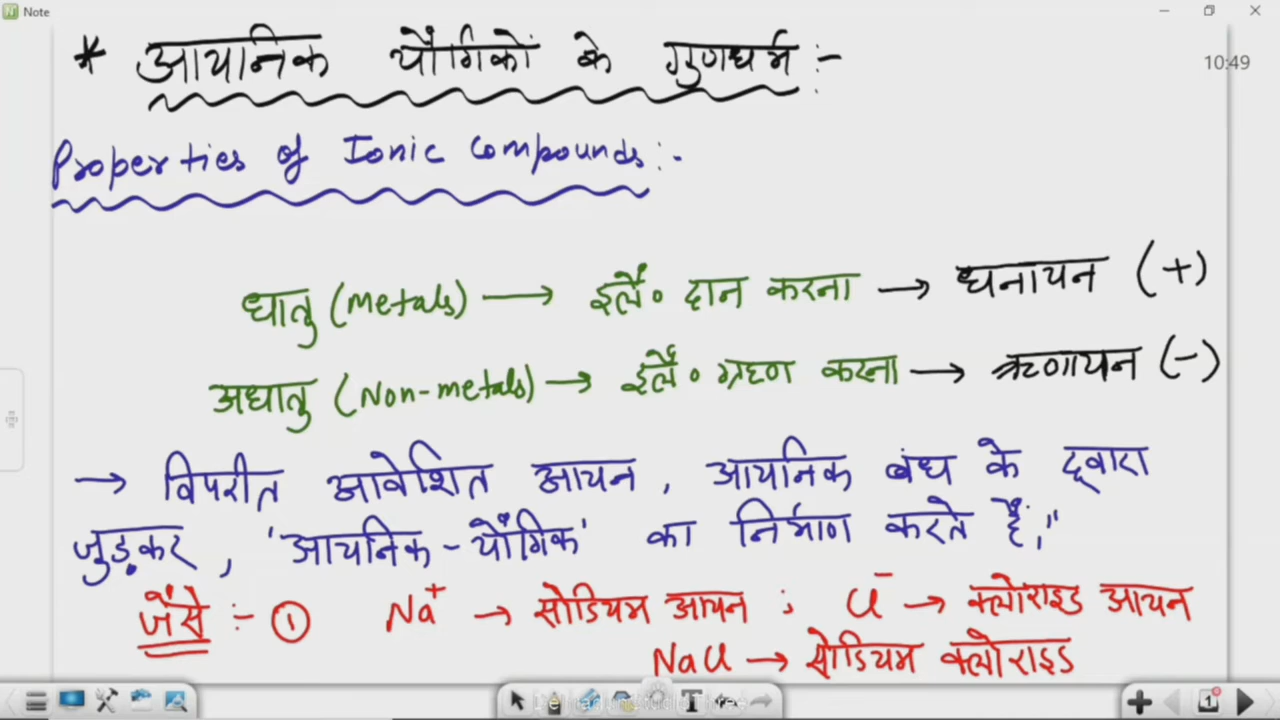 Note
10:49
* आयनिक यौगिकों के गुणधर्म :-
Properties of Ionic Compounds:-
धातु (Metals) → इलै० दान करना → धनायन (+)
अधातु (Non-metals) → इलै० ग्रहण करना → ऋणायन (-)
→ विपरीत आवेशित आयन, आयनिक बंध के द्वारा
जुड़कर, 'आयनिक-यौगिक' का निर्माण करते हैं।"
जैसे :- ① Na⁺ → सोडियम आयन ; Cl⁻ → क्लोराइड आयन
NaCl → सोडियम क्लोराइड